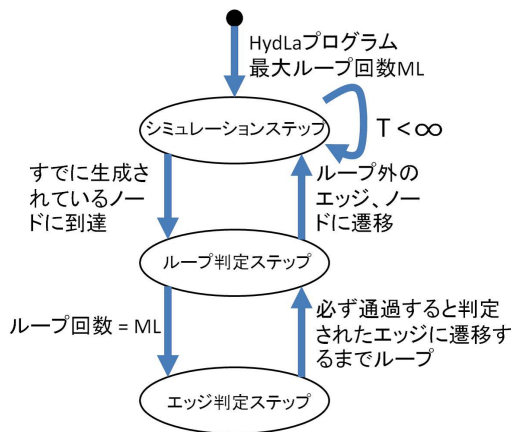 HydLaプログラム
最大ループ回数ML
シミュレーションステップ
T<∞
すでに生成さ
れているノー
ドに到達
ループ外の
エッジ、ノー
ドに遷移
ループ判定ステップ
ループ回数 = ML
必ず通過すると判定
されたエッジに遷移す
るまでループ
エッジ判定ステップ